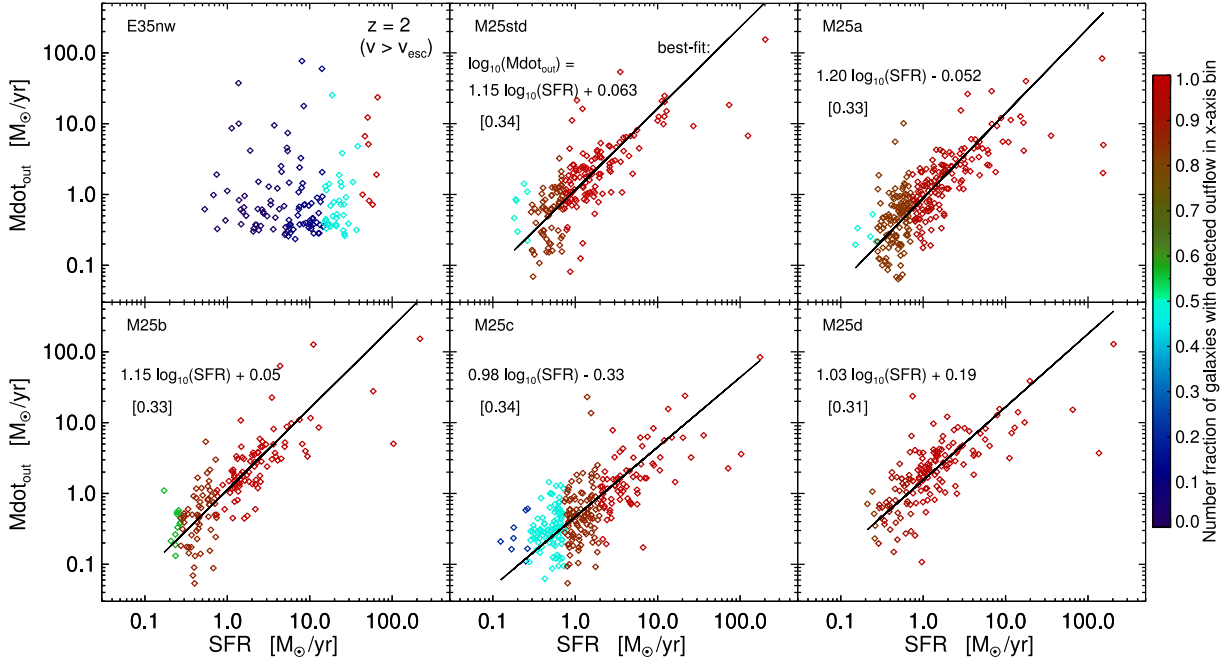 E35nw
z = 2
(v > v_esc)
M25std
best-fit:
log₁₀(Mdot_out) =
1.15 log₁₀(SFR) + 0.063
[0.34]
M25a
1.20 log₁₀(SFR) - 0.052
[0.33]
100.0
10.0
1.0
0.1
Mdot_out [M_⊙/yr]
M25b
1.15 log₁₀(SFR) + 0.05
[0.33]
M25c
0.98 log₁₀(SFR) - 0.33
[0.34]
M25d
1.03 log₁₀(SFR) + 0.19
[0.31]
100.0
10.0
1.0
0.1
Mdot_out [M_⊙/yr]
0.1 1.0 10.0 100.0
0.1 1.0 10.0 100.0
0.1 1.0 10.0 100.0
SFR [M_⊙/yr]
SFR [M_⊙/yr]
SFR [M_⊙/yr]
1.0
0.9
0.8
0.7
0.6
0.5
0.4
0.3
0.2
0.1
0.0
Number fraction of galaxies with detected outflow in x-axis bin